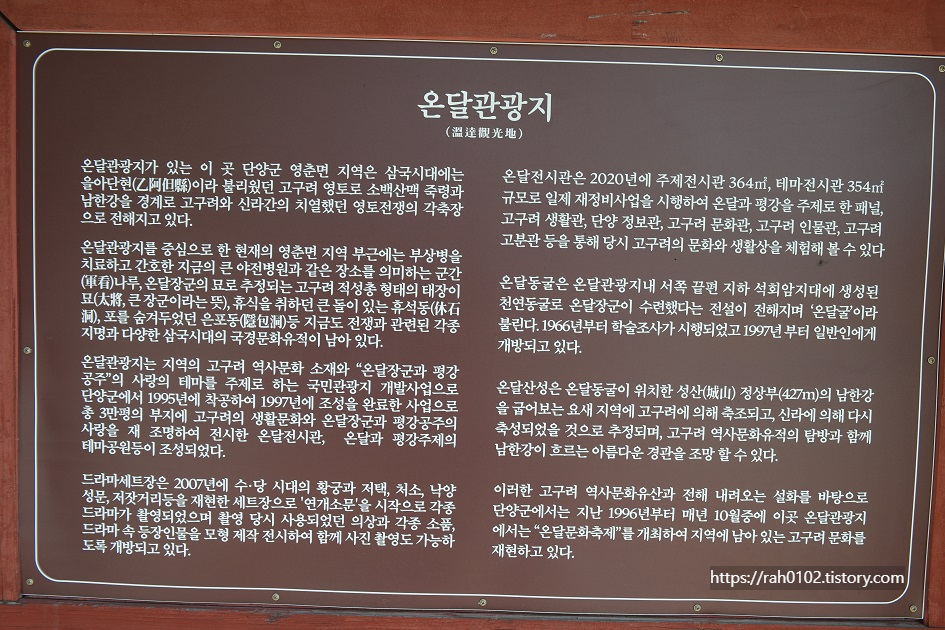 온달관광지
(溫達觀光地)
온달관광지가 있는 이 곳 단양군 영춘면 지역은 삼국시대에는
을아단현(乙阿但縣)이라 불리웠던 고구려 영토로 소백산맥 죽령과
남한강을 경계로 고구려와 신라간의 치열했던 영토전쟁의 각축장
으로 전해지고 있다.
온달관광지를 중심으로 한 현재의 영춘면 지역 부근에는 부상병을
치료하고 간호한 지금의 큰 야전병원과 같은 장소를 의미하는 군간
(軍看)나루, 온달장군의 묘로 추정되는 고구려 적성총 형태의 태장이
묘(太將, 큰 장군이라는 뜻), 휴식을 취하던 큰 돌이 있는 휴석동(休石
洞), 포를 숨겨두었던 은포동(隱包洞)등 지금도 전쟁과 관련된 각종
지명과 다양한 삼국시대의 국경문화유적이 남아 있다.
온달관광지는 지역의 고구려 역사문화 소재와 “온달장군과 평강
공주”의 사랑의 테마를 주제로 하는 국민관광지 개발사업으로
단양군에서 1995년에 착공하여 1997년에 조성을 완료한 사업으로
총 3만평의 부지에 고구려의 생활문화와 온달장군과 평강공주의
사랑을 재 조명하여 전시한 온달전시관, 온달과 평강주제의
테마공원등이 조성되었다.
드라마세트장은 2007년에 수·당 시대의 황궁과 저택, 처소, 낙양
성문, 저잣거리등을 재현한 세트장으로 '연개소문'을 시작으로 각종
드라마가 촬영되었으며 촬영 당시 사용되었던 의상과 각종 소품,
드라마 속 등장인물을 모형 제작 전시하여 함께 사진 촬영도 가능하
도록 개방되고 있다.
온달전시관은 2020년에 주제전시관 364㎡, 테마전시관 354㎡
규모로 일제 재정비사업을 시행하여 온달과 평강을 주제로 한 패널,
고구려 생활관, 단양 정보관, 고구려 문화관, 고구려 인물관, 고구려
고분관 등을 통해 당시 고구려의 문화와 생활상을 체험해 볼 수 있다
온달동굴은 온달관광지내 서쪽 끝편 지하 석회암지대에 생성된
천연동굴로 온달장군이 수련했다는 전설이 전해지며 '온달굴'이라
불린다. 1966년부터 학술조사가 시행되었고 1997년 부터 일반인에게
개방되고 있다.
온달산성은 온달동굴이 위치한 성산(城山) 정상부(427m)의 남한강
을 굽어보는 요새 지역에 고구려에 의해 축조되고, 신라에 의해 다시
축성되었을 것으로 추정되며, 고구려 역사문화유적의 탐방과 함께
남한강이 흐르는 아름다운 경관을 조망 할 수 있다.
이러한 고구려 역사문화유산과 전해 내려오는 설화를 바탕으로
단양군에서는 지난 1996년부터 매년 10월중에 이곳 온달관광지
에서는 “온달문화축제”를 개최하여 지역에 남아 있는 고구려 문화를
재현하고 있다.
https://rah0102.tistory.com